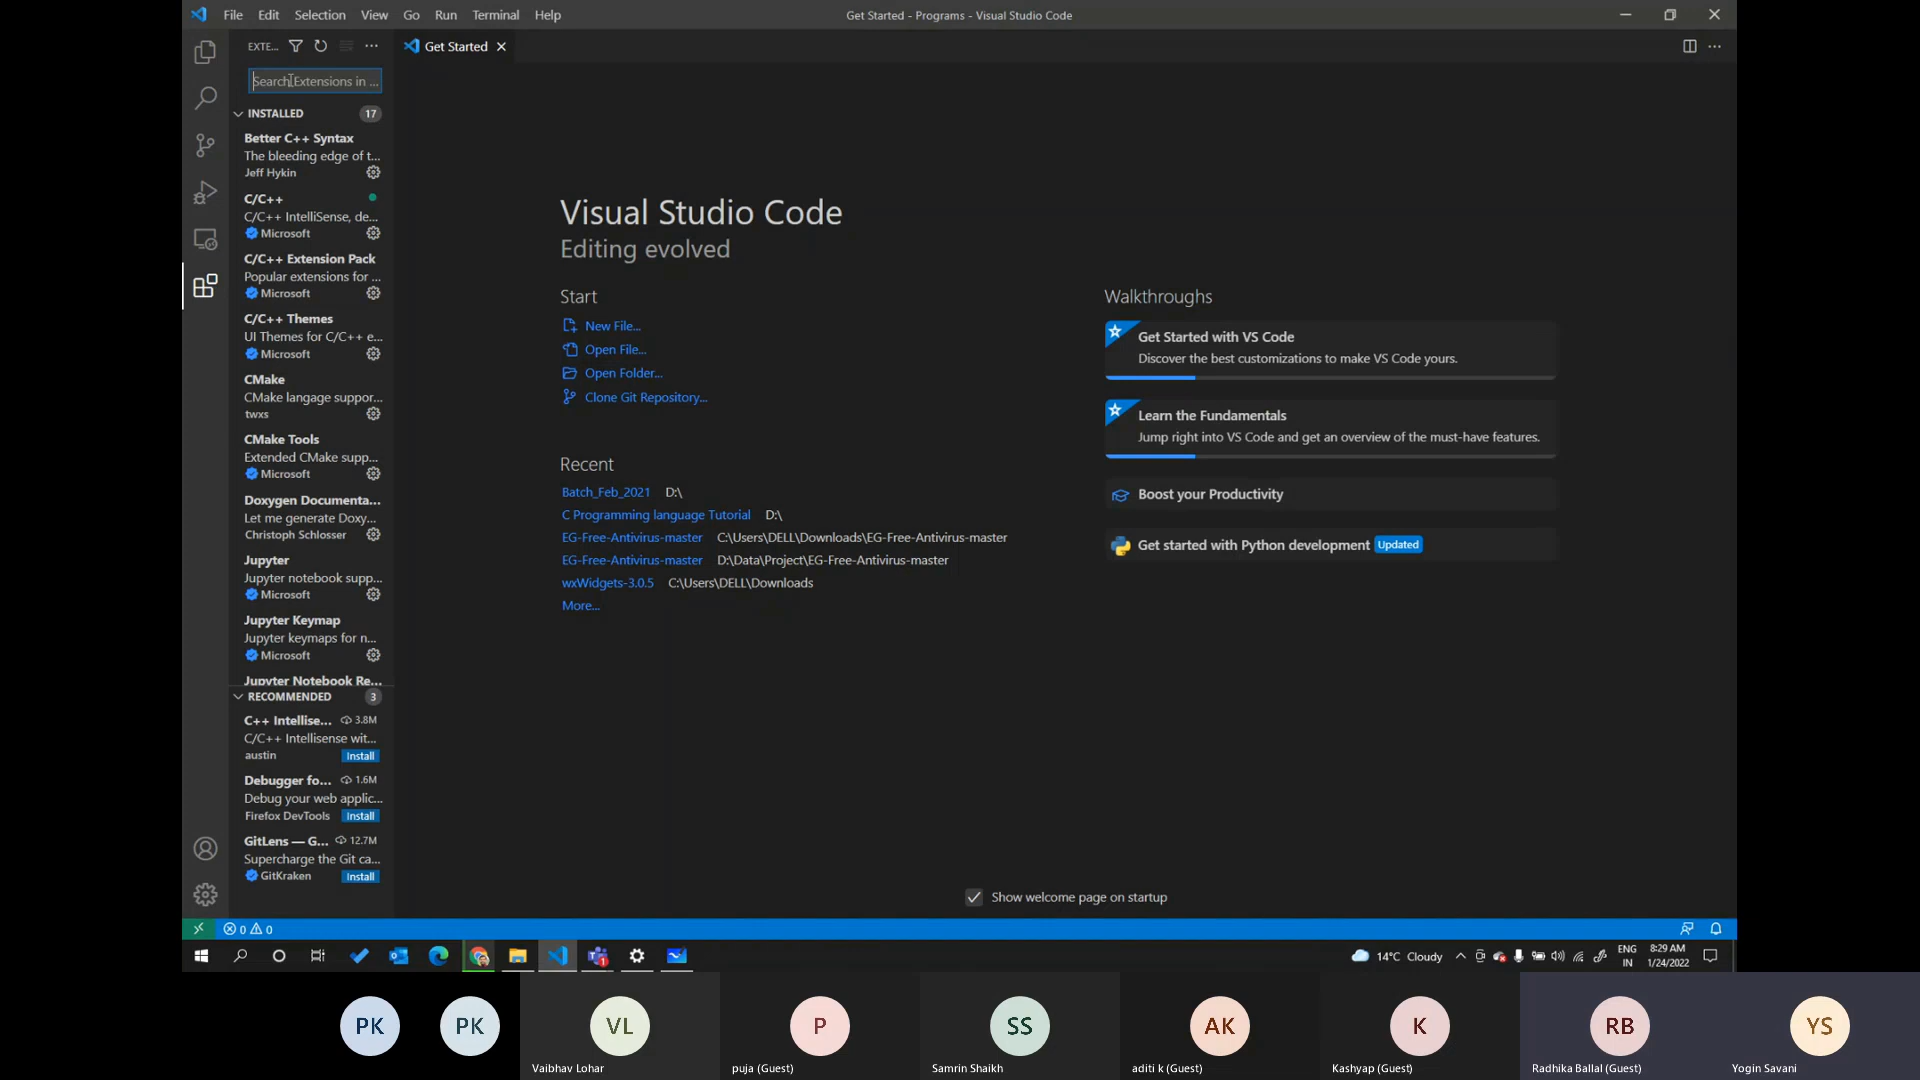 File Edit Selection View Go Run Terminal Help
Get Started - Programs - Visual Studio Code
EXTE...
Get Started
Search Extensions in ...
INSTALLED 17
Better C++ Syntax
The bleeding edge of t...
Jeff Hykin
C/C++
C/C++ IntelliSense, de...
Microsoft
C/C++ Extension Pack
Popular extensions for ...
Microsoft
C/C++ Themes
UI Themes for C/C++ e...
Microsoft
CMake
CMake langage suppor...
twxs
CMake Tools
Extended CMake supp...
Microsoft
Doxygen Documenta...
Let me generate Doxy...
Christoph Schlosser
Jupyter
Jupyter notebook supp...
Microsoft
Jupyter Keymap
Jupyter keymaps for n...
Microsoft
Jupyter Notebook Re...
RECOMMENDED 3
C++ Intellise... 3.8M
C/C++ Intellisense wit...
austin Install
Debugger fo... 1.6M
Debug your web applic...
Firefox DevTools Install
GitLens — G... 12.7M
Supercharge the Git ca...
GitKraken Install
Visual Studio Code
Editing evolved
Start
New File...
Open File...
Open Folder...
Clone Git Repository...
Recent
Batch_Feb_2021 D:\
C Programming language Tutorial D:\
EG-Free-Antivirus-master C:\Users\DELL\Downloads\EG-Free-Antivirus-master
EG-Free-Antivirus-master D:\Data\Project\EG-Free-Antivirus-master
wxWidgets-3.0.5 C:\Users\DELL\Downloads
More...
Walkthroughs
Get Started with VS Code
Discover the best customizations to make VS Code yours.
Learn the Fundamentals
Jump right into VS Code and get an overview of the must-have features.
Boost your Productivity
Get started with Python development Updated
Show welcome page on startup
0 0
14°C Cloudy
ENG
IN
8:29 AM
1/24/2022
PK
PK
VL
P
SS
AK
K
RB
YS
Vaibhav Lohar
puja (Guest)
Samrin Shaikh
aditi k (Guest)
Kashyap (Guest)
Radhika Ballal (Guest)
Yogin Savani